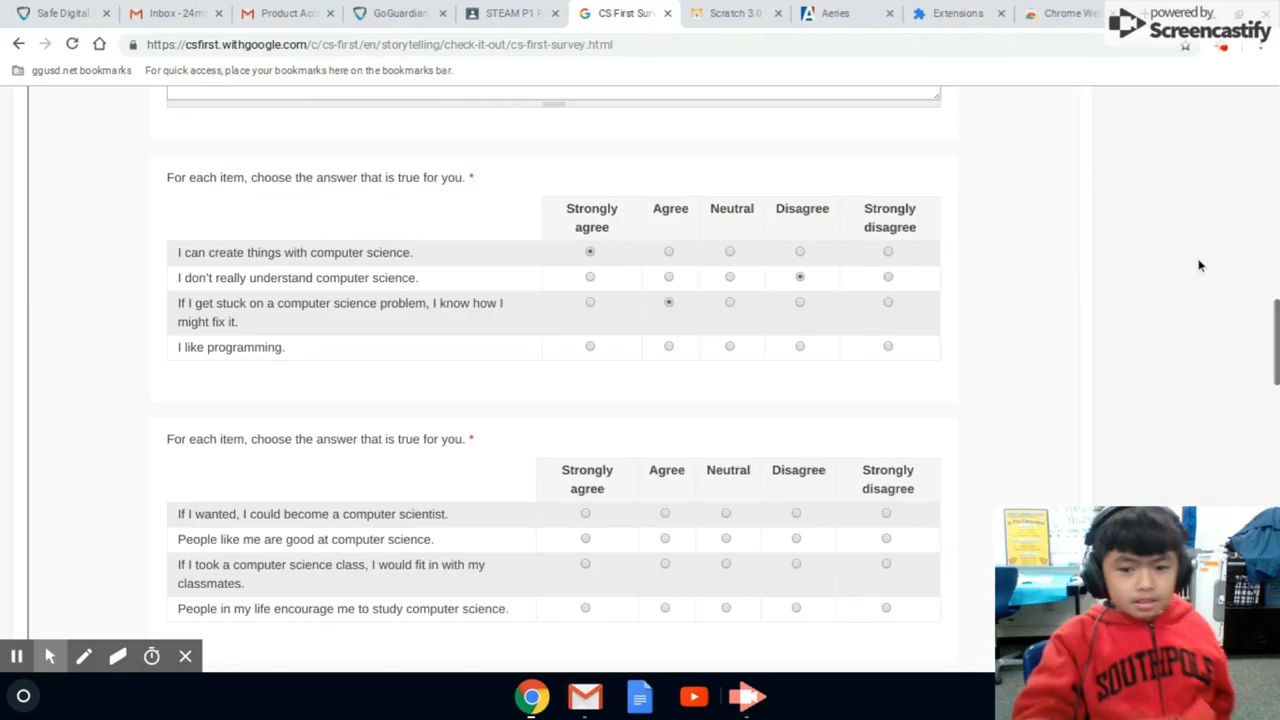 Safe Digital
Inbox - 24m
Product Acc
GoGuardian
STEAM P1
CS First Sur
Scratch 3.0
Aeries
Extensions
Chrome We
powered by
Screencastify
https://csfirst.withgoogle.com/c/cs-first/en/storytelling/check-it-out/cs-first-survey.html
ggusd.net bookmarks
For quick access, place your bookmarks here on the bookmarks bar.
For each item, choose the answer that is true for you. *
Strongly agree Agree Neutral Disagree Strongly disagree
I can create things with computer science.
I don't really understand computer science.
If I get stuck on a computer science problem, I know how I
might fix it.
I like programming.
For each item, choose the answer that is true for you. *
Strongly agree Agree Neutral Disagree Strongly disagree
If I wanted, I could become a computer scientist.
People like me are good at computer science.
If I took a computer science class, I would fit in with my
classmates.
People in my life encourage me to study computer science.
SOUTHPOLE